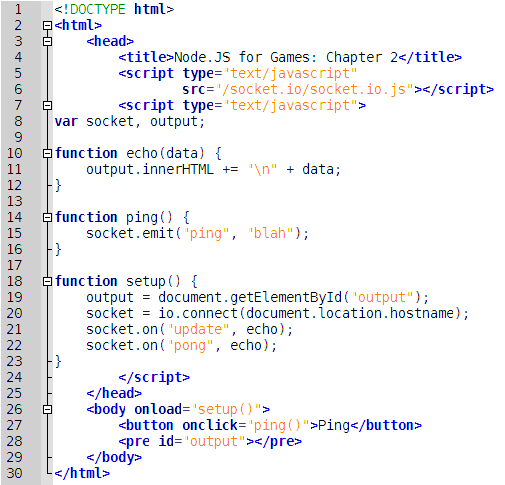 1 <!DOCTYPE html>
2 <html>
3     <head>
4         <title>Node.JS for Games: Chapter 2</title>
5         <script type="text/javascript"
6                 src="/socket.io/socket.io.js"></script>
7         <script type="text/javascript">
8 var socket, output;
9
10 function echo(data) {
11     output.innerHTML += "\n" + data;
12 }
13
14 function ping() {
15     socket.emit("ping", "blah");
16 }
17
18 function setup() {
19     output = document.getElementById("output");
20     socket = io.connect(document.location.hostname);
21     socket.on("update", echo);
22     socket.on("pong", echo);
23 }
24         </script>
25     </head>
26     <body onload="setup()">
27         <button onclick="ping()">Ping</button>
28         <pre id="output"></pre>
29     </body>
30 </html>